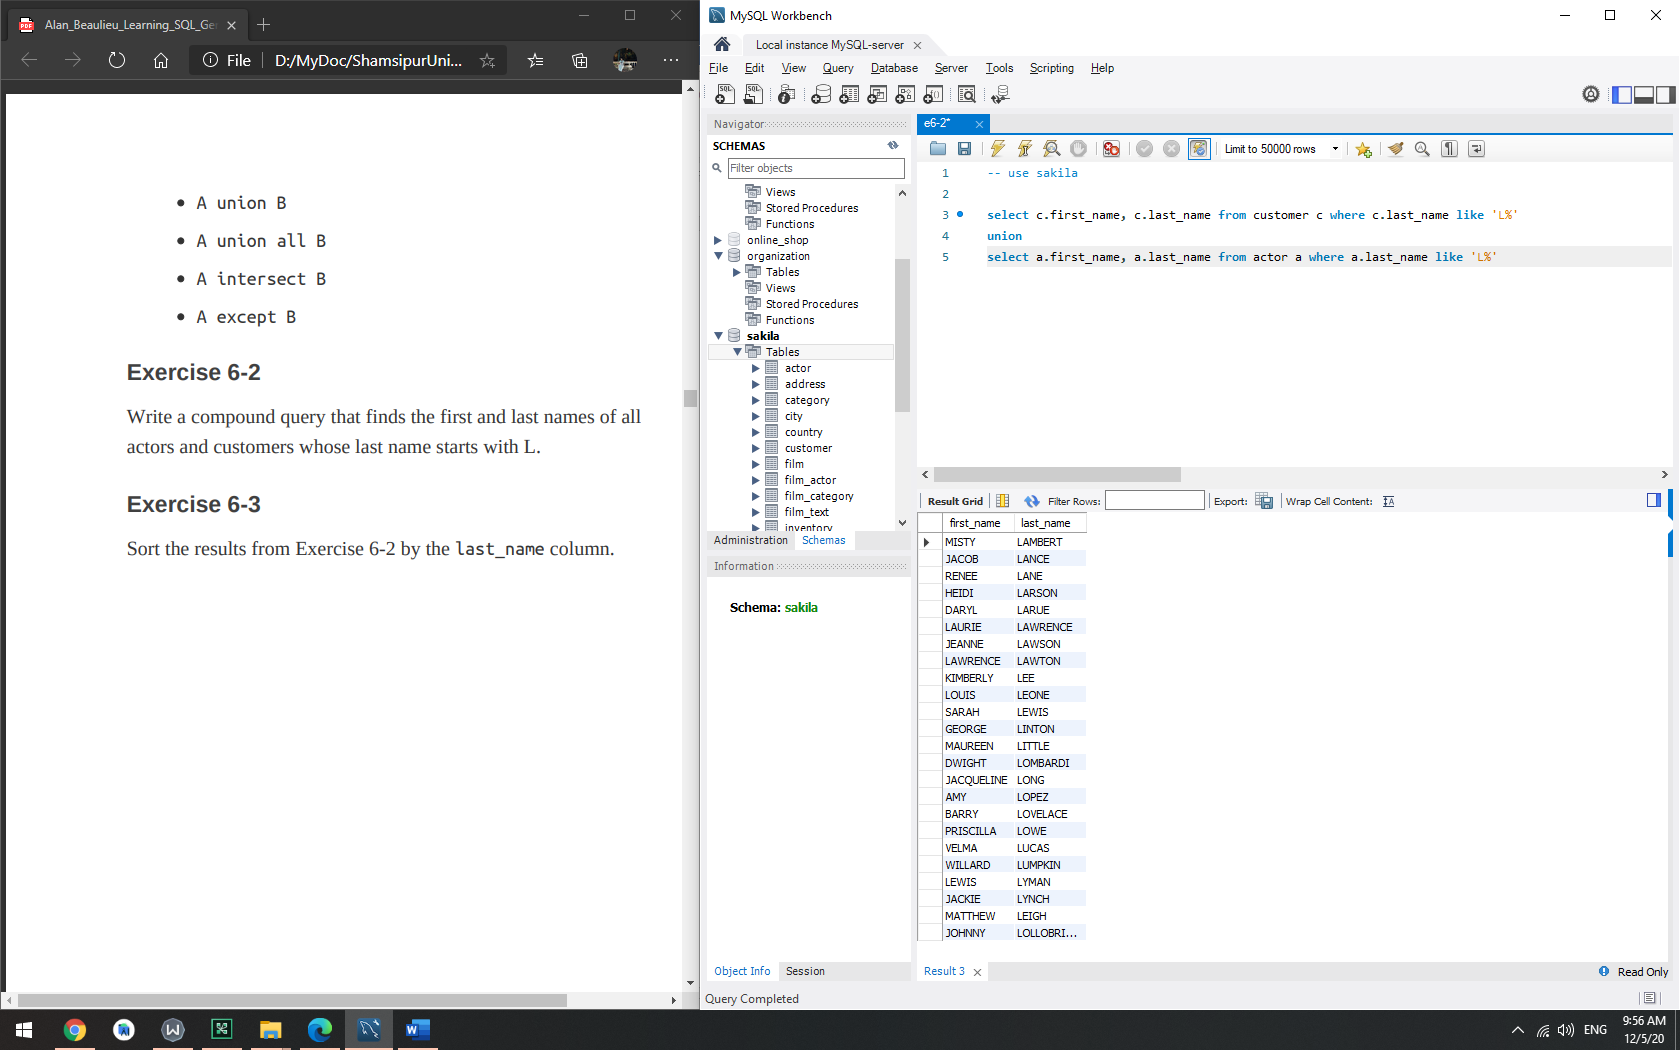 Alan_Beaulieu_Learning_SQL_Ge
File
D:/MyDoc/ShamsipurUni...
A union B
A union all B
A intersect B
A except B
Exercise 6-2
Write a compound query that finds the first and last names of all
actors and customers whose last name starts with L.
Exercise 6-3
Sort the results from Exercise 6-2 by the last_name column.
MySQL Workbench
Local instance MySQL-server
File Edit View Query Database Server Tools Scripting Help
Navigator
SCHEMAS
Filter objects
Views
Stored Procedures
Functions
online_shop
organization
Tables
Views
Stored Procedures
Functions
sakila
Tables
actor
address
category
city
country
customer
film
film_actor
film_category
film_text
inventory
Administration Schemas
Information
Schema: sakila
Object Info Session
Query Completed
e6-2*
Limit to 50000 rows
1 -- use sakila
2
3 select c.first_name, c.last_name from customer c where c.last_name like 'L%'
4 union
5 select a.first_name, a.last_name from actor a where a.last_name like 'L%'
Result Grid Filter Rows: Export: Wrap Cell Content:
first_name last_name
MISTY LAMBERT
JACOB LANCE
RENEE LANE
HEIDI LARSON
DARYL LARUE
LAURIE LAWRENCE
JEANNE LAWSON
LAWRENCE LAWTON
KIMBERLY LEE
LOUIS LEONE
SARAH LEWIS
GEORGE LINTON
MAUREEN LITTLE
DWIGHT LOMBARDI
JACQUELINE LONG
AMY LOPEZ
BARRY LOVELACE
PRISCILLA LOWE
VELMA LUCAS
WILLARD LUMPKIN
LEWIS LYMAN
JACKIE LYNCH
MATTHEW LEIGH
JOHNNY LOLLOBRI...
Result 3
Read Only
ENG
9:56 AM
12/5/20